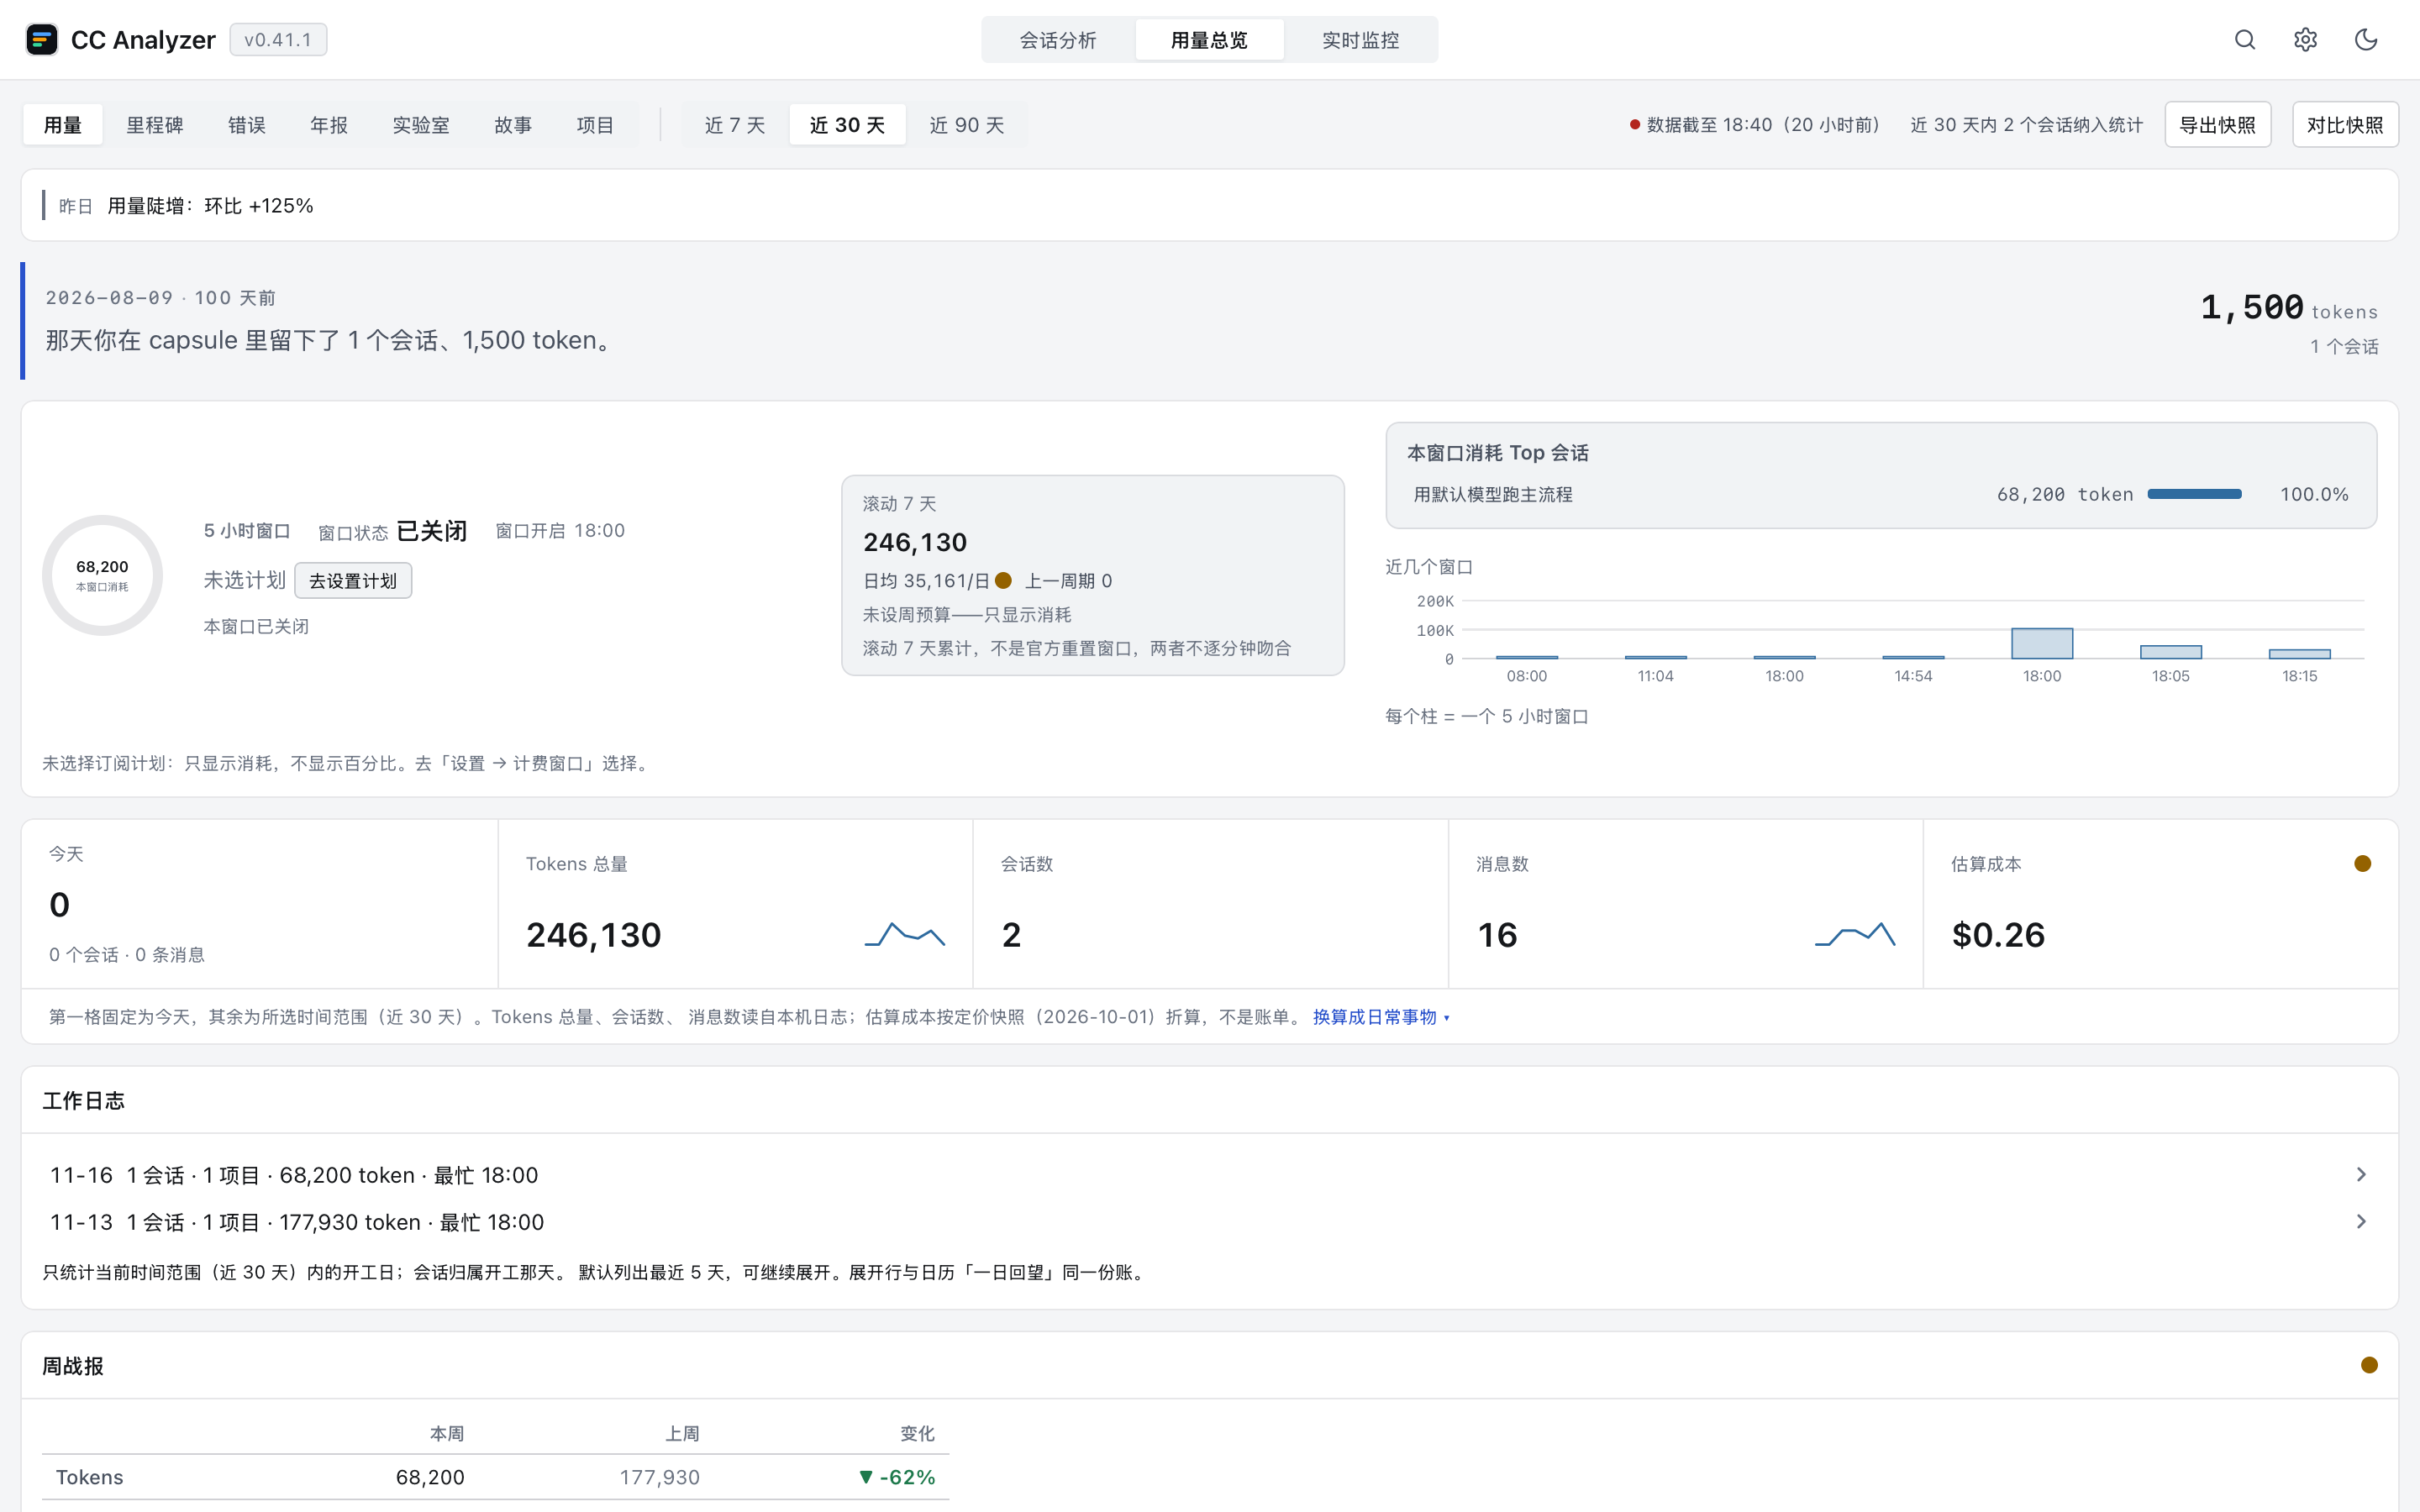 CC Analyzer v0.41.1
会话分析 用量总览 实时监控
用量 里程碑 错误 年报 实验室 故事 项目 近 7 天 近 30 天 近 90 天
数据截至 18:40（20 小时前） 近 30 天内 2 个会话纳入统计 导出快照 对比快照
昨日 用量陡增：环比 +125%
2026-08-09 · 100 天前
那天你在 capsule 里留下了 1 个会话、1,500 token。
1,500 tokens
1 个会话
68,200
本窗口消耗
5 小时窗口 窗口状态 已关闭 窗口开启 18:00
未选计划 去设置计划
本窗口已关闭
滚动 7 天
246,130
日均 35,161/日 上一周期 0
未设周预算——只显示消耗
滚动 7 天累计，不是官方重置窗口，两者不逐分钟吻合
本窗口消耗 Top 会话
用默认模型跑主流程 68,200 token 100.0%
近几个窗口
200K
100K
0
08:00 11:04 18:00 14:54 18:00 18:05 18:15
每个柱 = 一个 5 小时窗口
未选择订阅计划：只显示消耗，不显示百分比。去「设置 → 计费窗口」选择。
今天
0
0 个会话 · 0 条消息
Tokens 总量
246,130
会话数
2
消息数
16
估算成本
$0.26
第一格固定为今天，其余为所选时间范围（近 30 天）。Tokens 总量、会话数、 消息数读自本机日志；估算成本按定价快照（2026-10-01）折算，不是账单。 换算成日常事物 ▾
工作日志
11-16 1 会话 · 1 项目 · 68,200 token · 最忙 18:00
11-13 1 会话 · 1 项目 · 177,930 token · 最忙 18:00
只统计当前时间范围（近 30 天）内的开工日；会话归属开工那天。 默认列出最近 5 天，可继续展开。展开行与日历「一日回望」同一份账。
周战报
本周 上周 变化
Tokens 68,200 177,930 ▼ -62%